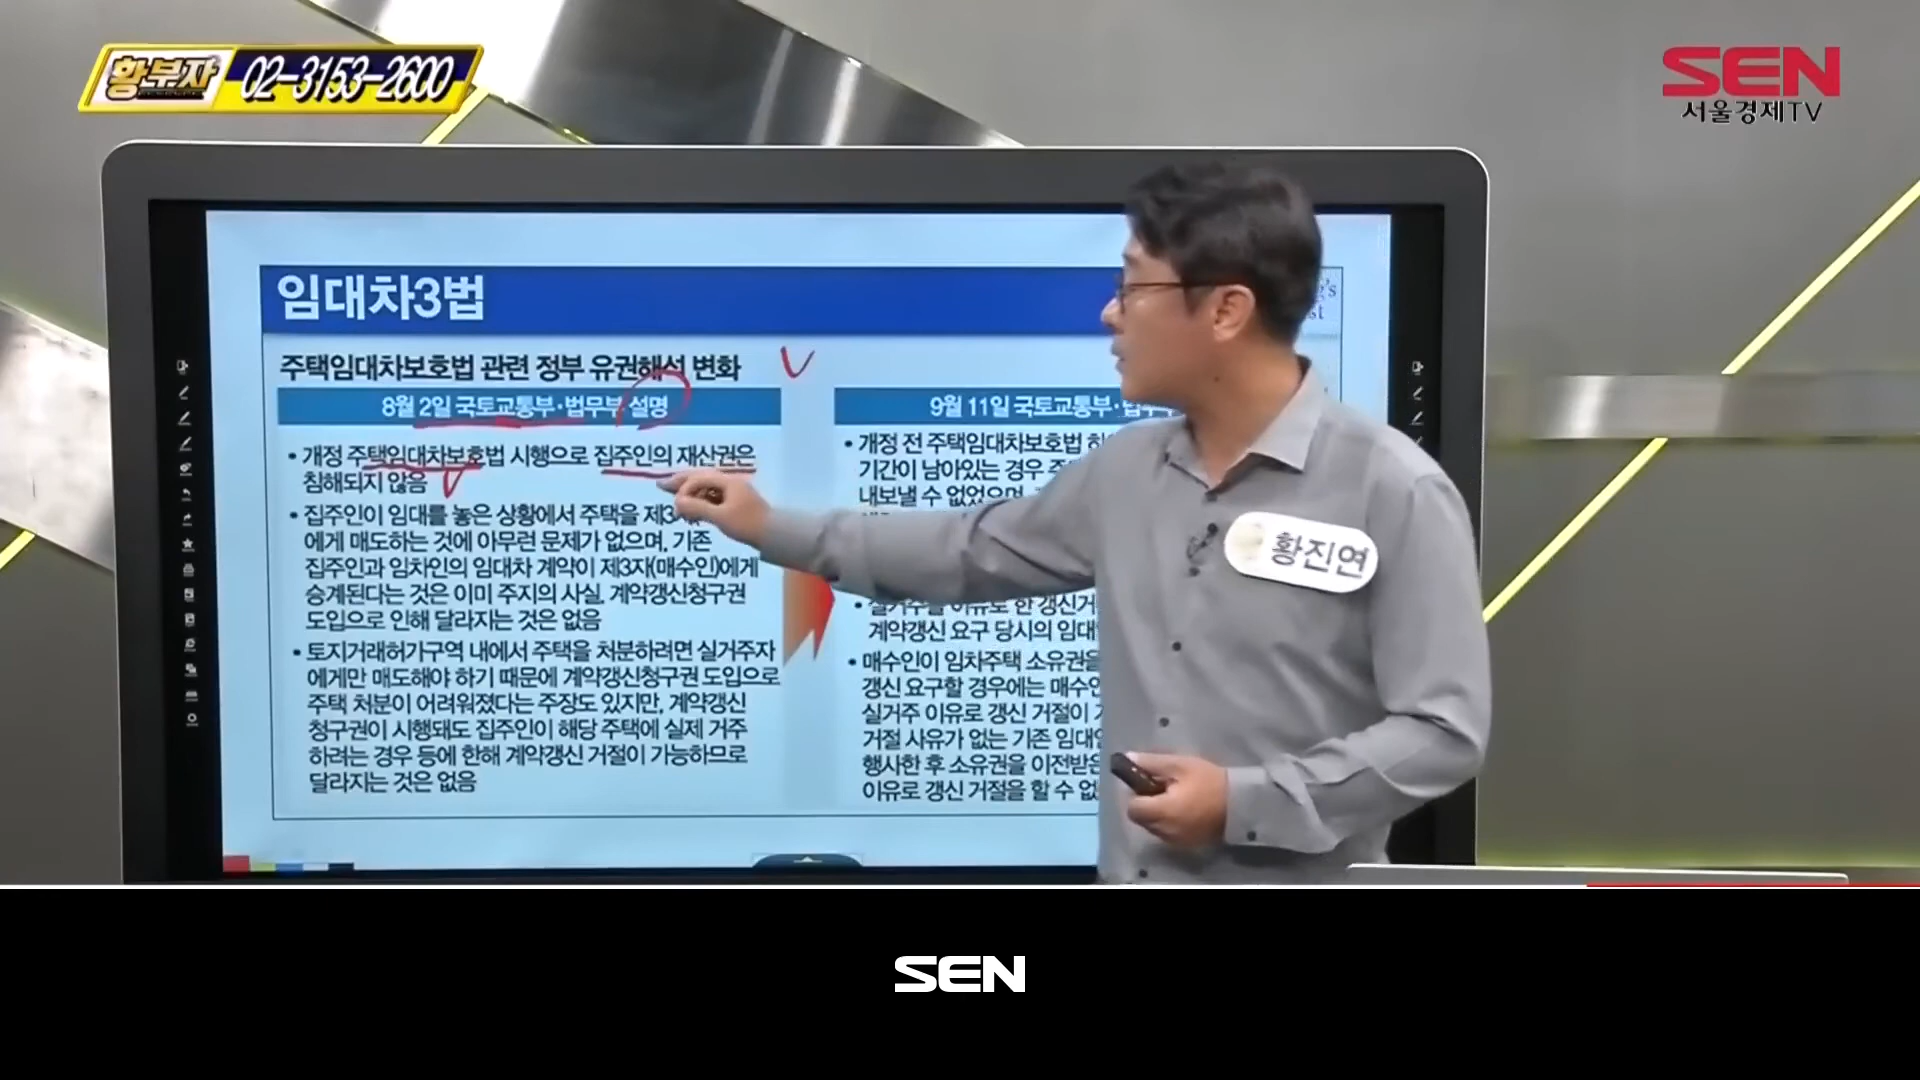 황부자 02-3153-2600
SEN
서울경제TV
임대차3법
주택임대차보호법 관련 정부 유권해석 변화
8월 2일 국토교통부·법무부 설명
• 개정 주택임대차보호법 시행으로 집주인의 재산권은
침해되지 않음
• 집주인이 임대를 놓은 상황에서 주택을
에게 매도하는 것에 아무런 문제가 없으며, 기존
집주인과 임차인의 임대차 계약이 제3자(매수인)에게
승계된다는 것은 이미 주지의 사실, 계약갱신청구권
도입으로 인해 달라지는 것은 없음
• 토지거래허가구역 내에서 주택을 처분하려면 실거주자
에게만 매도해야 하기 때문에 계약갱신청구권 도입으로
주택 처분이 어려워졌다는 주장도 있지만, 계약갱신
청구권이 시행돼도 집주인이 해당 주택에 실제 거주
하려는 경우 등에 한해 계약갱신 거절이 가능하므로
달라지는 것은 없음
9월 11일 국토교통부·
• 개정 전 주택임대차보호법
기간이 남아있는 경우
내보낼 수 없었으며,
• 실거주를 이유로 한
계약갱신 요구 당시의
• 매수인이 임차주택 소유권을
갱신 요구할 경우에는
실거주 이유로 갱신 거절이
거절 사유가 없는 기존
행사한 후 소유권을
이유로 갱신 거절을 할 수
황진연
SEN